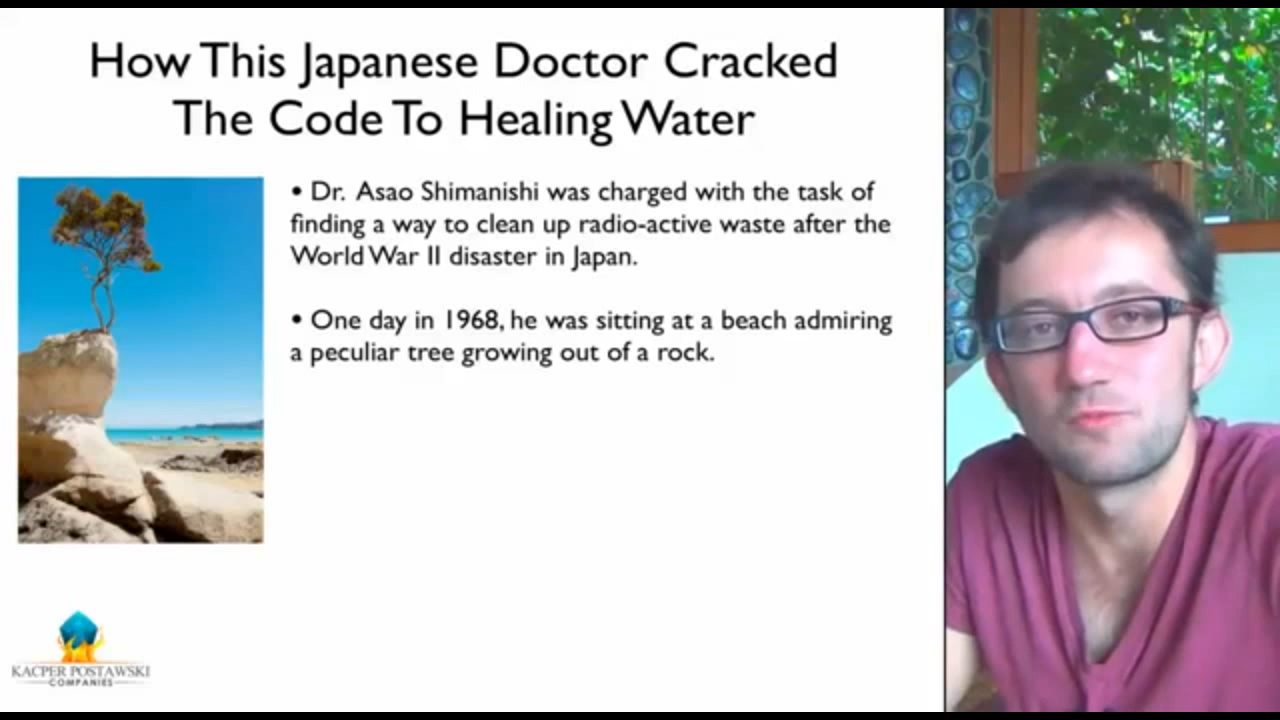 How This Japanese Doctor Cracked
The Code To Healing Water
• Dr. Asao Shimanishi was charged with the task of
finding a way to clean up radio-active waste after the
World War II disaster in Japan.
• One day in 1968, he was sitting at a beach admiring
a peculiar tree growing out of a rock.
KACPER POSTAWSKI
COMPANIES